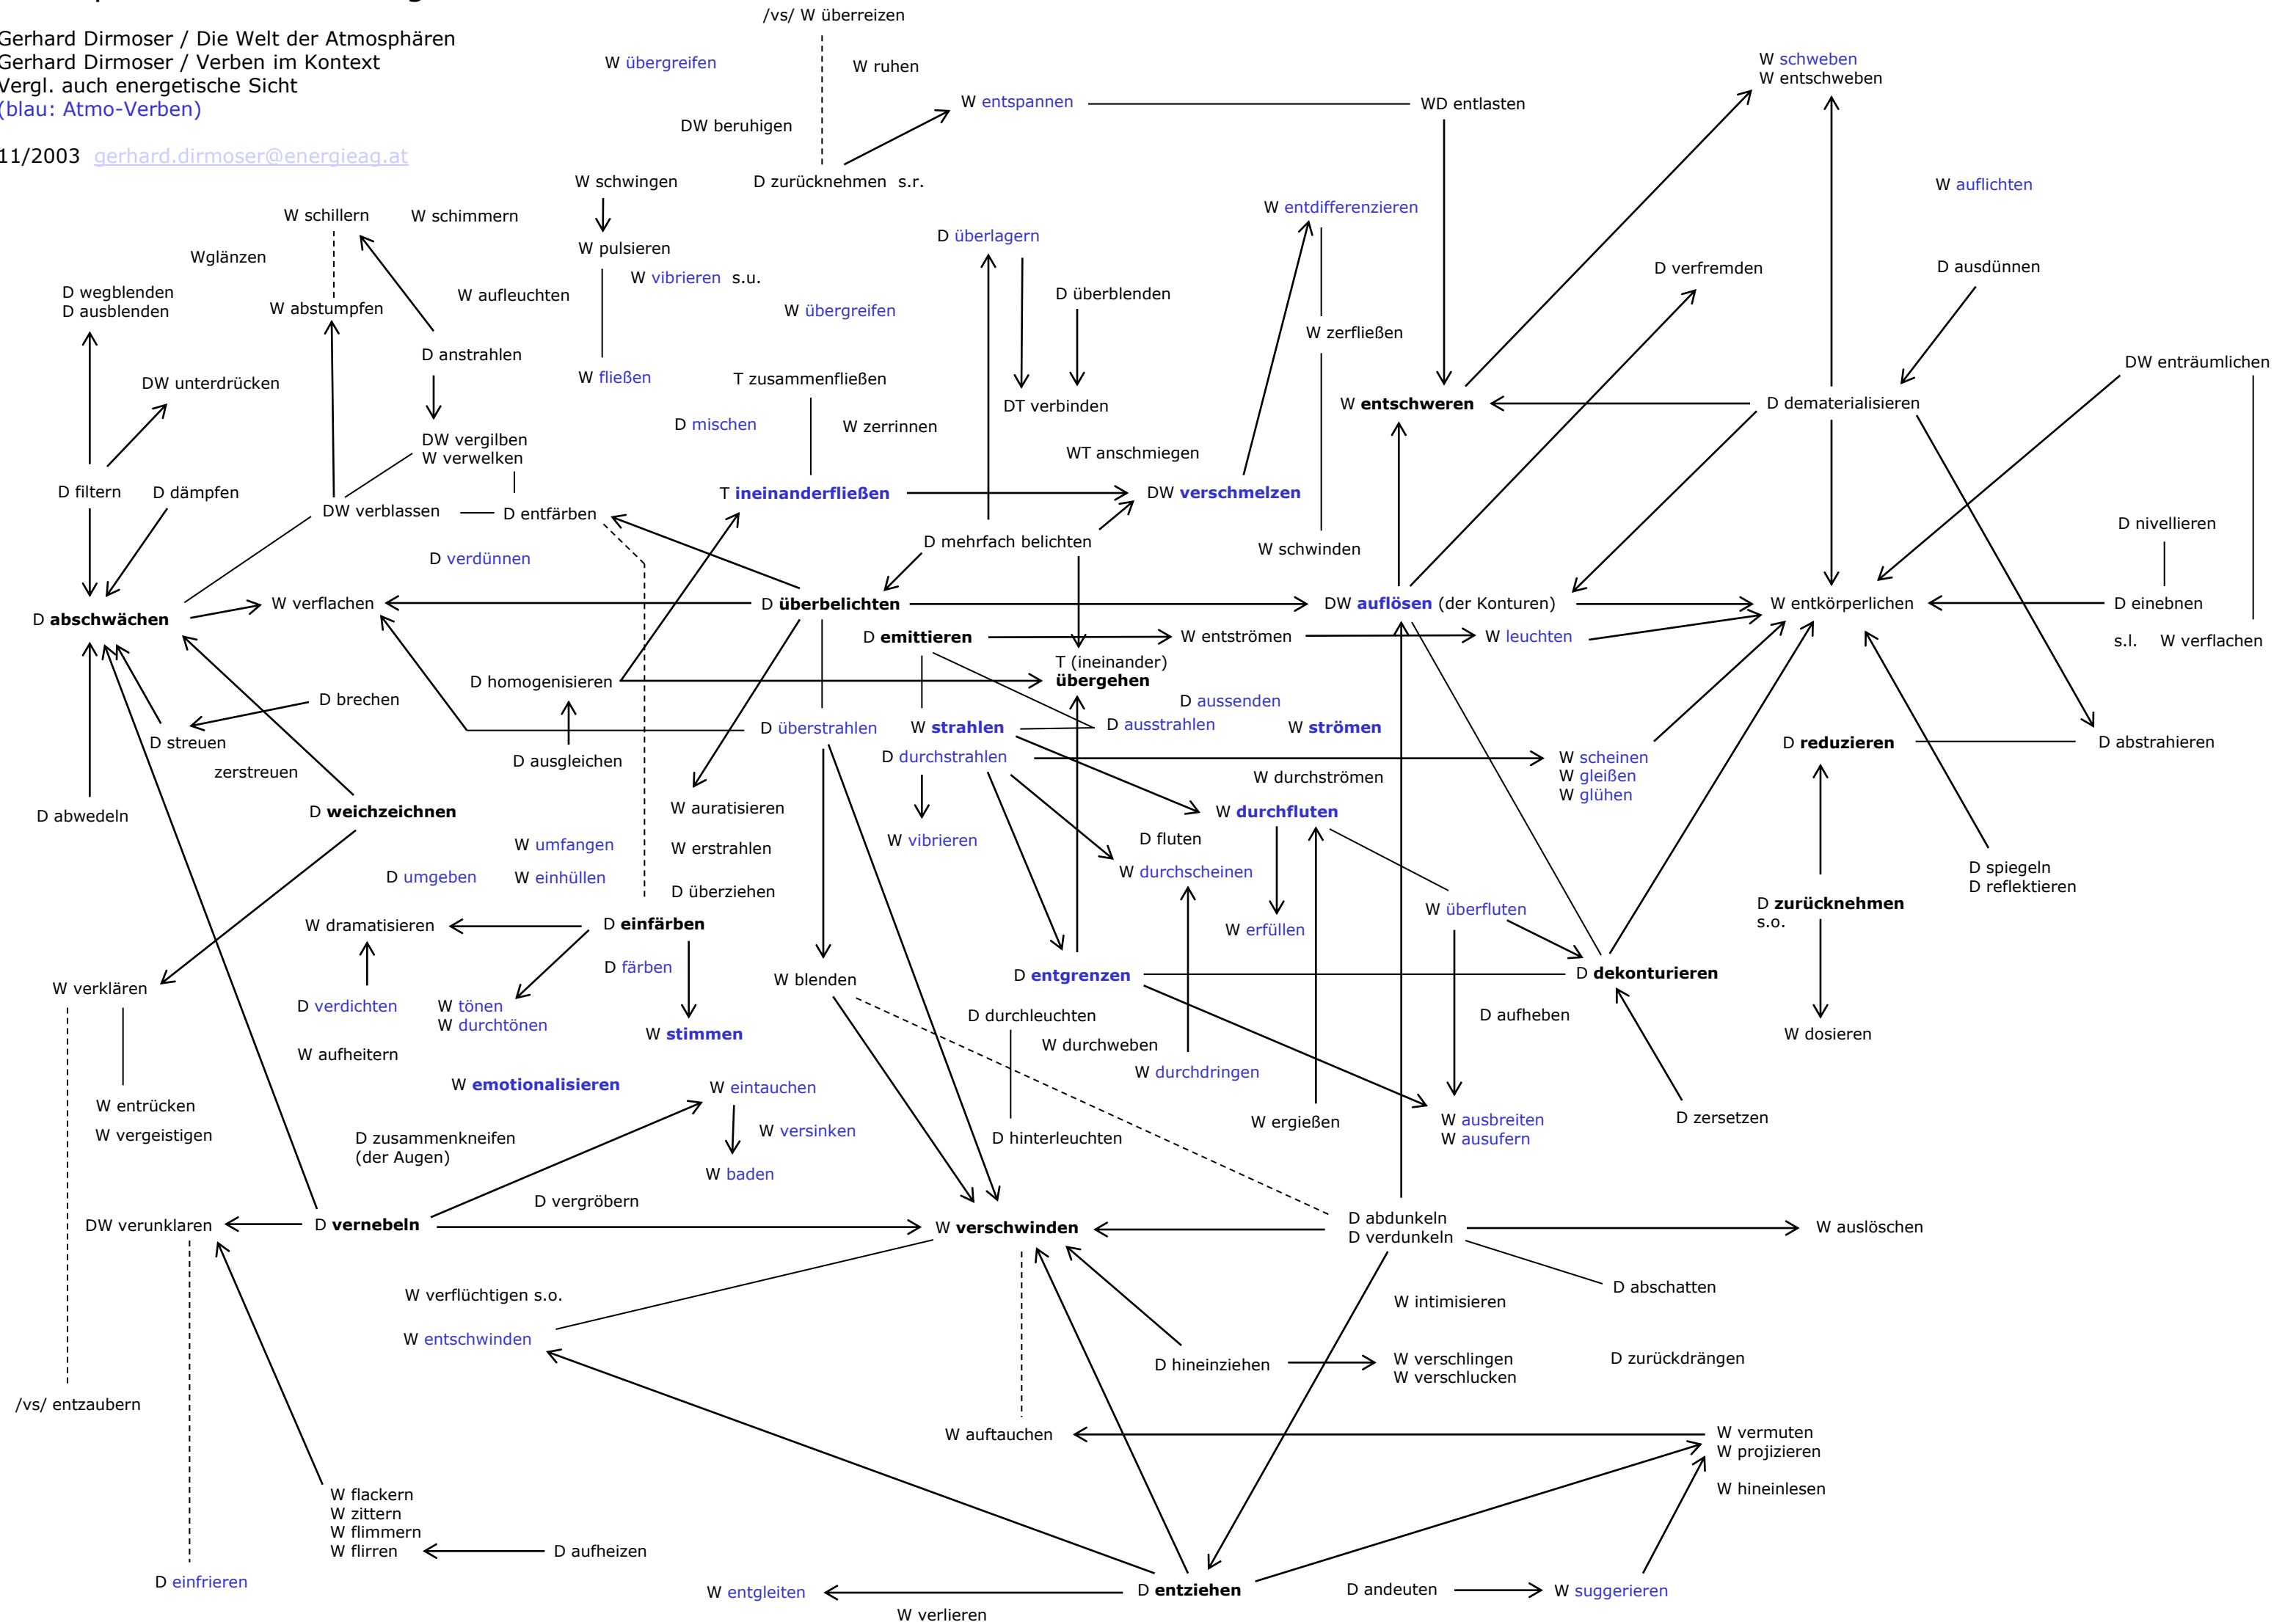 Gerhard Dirmoser / Die Welt der Atmosphären
Gerhard Dirmoser / Verben im Kontext
Vergl. auch energetische Sicht
(blau: Atmo-Verben)
11/2003 gerhard.dirmoser@energieag.at
/vs/ W überreizen
W übergreifen
W ruhen
W entspannen
WD entlasten
W schweben
W entschweben
DW beruhigen
W schwingen
D zurücknehmen s.r.
W auflichten
W schillern
W schimmern
W entdifferenzieren
D überlagern
W pulsieren
Wglänzen
W vibrieren s.u.
D verfremden
D ausdünnen
D wegblenden
D ausblenden
W aufleuchten
D überblenden
W abstumpfen
W übergreifen
W zerfließen
D anstrahlen
DW enträumlichen
DW unterdrücken
W fließen
T zusammenfließen
DT verbinden
W entschweren
D dematerialisieren
D mischen
W zerrinnen
DW vergilben
W verwelken
WT anschmiegen
D filtern
D dämpfen
T ineinanderfließen
DW verschmelzen
DW verblassen
D entfärben
D nivellieren
D mehrfach belichten
W schwinden
D verdünnen
D abschwächen
W verflachen
D überbelichten
DW auflösen (der Konturen)
W entkörperlichen
D einebnen
D emittieren
W entströmen
W leuchten
s.l. W verflachen
T (ineinander)
übergehen
D homogenisieren
D brechen
D aussenden
D überstrahlen
W strahlen
D ausstrahlen
W strömen
D streuen
D reduzieren
D abstrahieren
D ausgleichen
D durchstrahlen
W scheinen
W gleißen
W glühen
zerstreuen
W durchströmen
D abwedeln
D weichzeichnen
W auratisieren
W durchfluten
W umfangen
W erstrahlen
W vibrieren
D fluten
D umgeben
W einhüllen
D überziehen
W durchscheinen
D spiegeln
D reflektieren
W dramatisieren
D einfärben
W erfüllen
W überfluten
D zurücknehmen
s.o.
D färben
W blenden
D entgrenzen
D dekonturieren
W verklären
D verdichten
W tönen
W durchtönen
W stimmen
D durchleuchten
D aufheben
W dosieren
W aufheitern
W durchweben
W emotionalisieren
W eintauchen
W durchdringen
W entrücken
W vergeistigen
W ergießen
W ausbreiten
W ausufern
D zersetzen
D zusammenkneifen
(der Augen)
W versinken
D hinterleuchten
W baden
D vergröbern
DW verunklaren
D vernebeln
W verschwinden
D abdunkeln
D verdunkeln
W auslöschen
D abschatten
W verflüchtigen s.o.
W intimisieren
W entschwinden
D hineinziehen
W verschlingen
W verschlucken
D zurückdrängen
/vs/ entzaubern
W auftauchen
W vermuten
W projizieren
W hineinlesen
W flackern
W zittern
W flimmern
W flirren
D aufheizen
D einfrieren
W entgleiten
D entziehen
D andeuten
W suggerieren
W verlieren